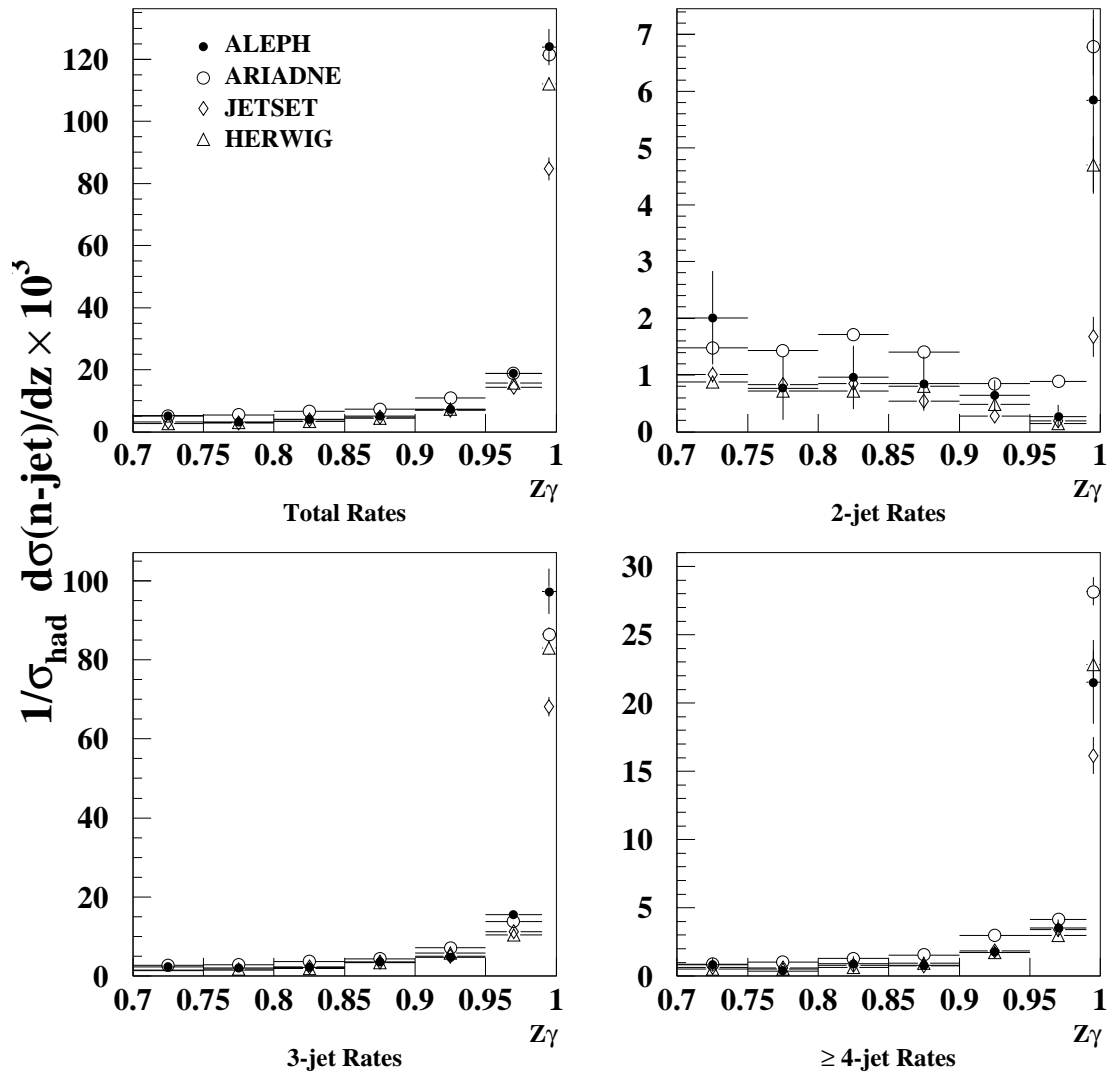 1/σhad dσ(n-jet)/dz × 10³
120
100
80
60
40
20
0
ALEPH
ARIADNE
JETSET
HERWIG
0.7 0.75 0.8 0.85 0.9 0.95 1
Zγ
Total Rates
7
6
5
4
3
2
1
0
0.7 0.75 0.8 0.85 0.9 0.95 1
Zγ
2-jet Rates
100
80
60
40
20
0
0.7 0.75 0.8 0.85 0.9 0.95 1
Zγ
3-jet Rates
30
25
20
15
10
5
0
0.7 0.75 0.8 0.85 0.9 0.95 1
Zγ
≥ 4-jet Rates